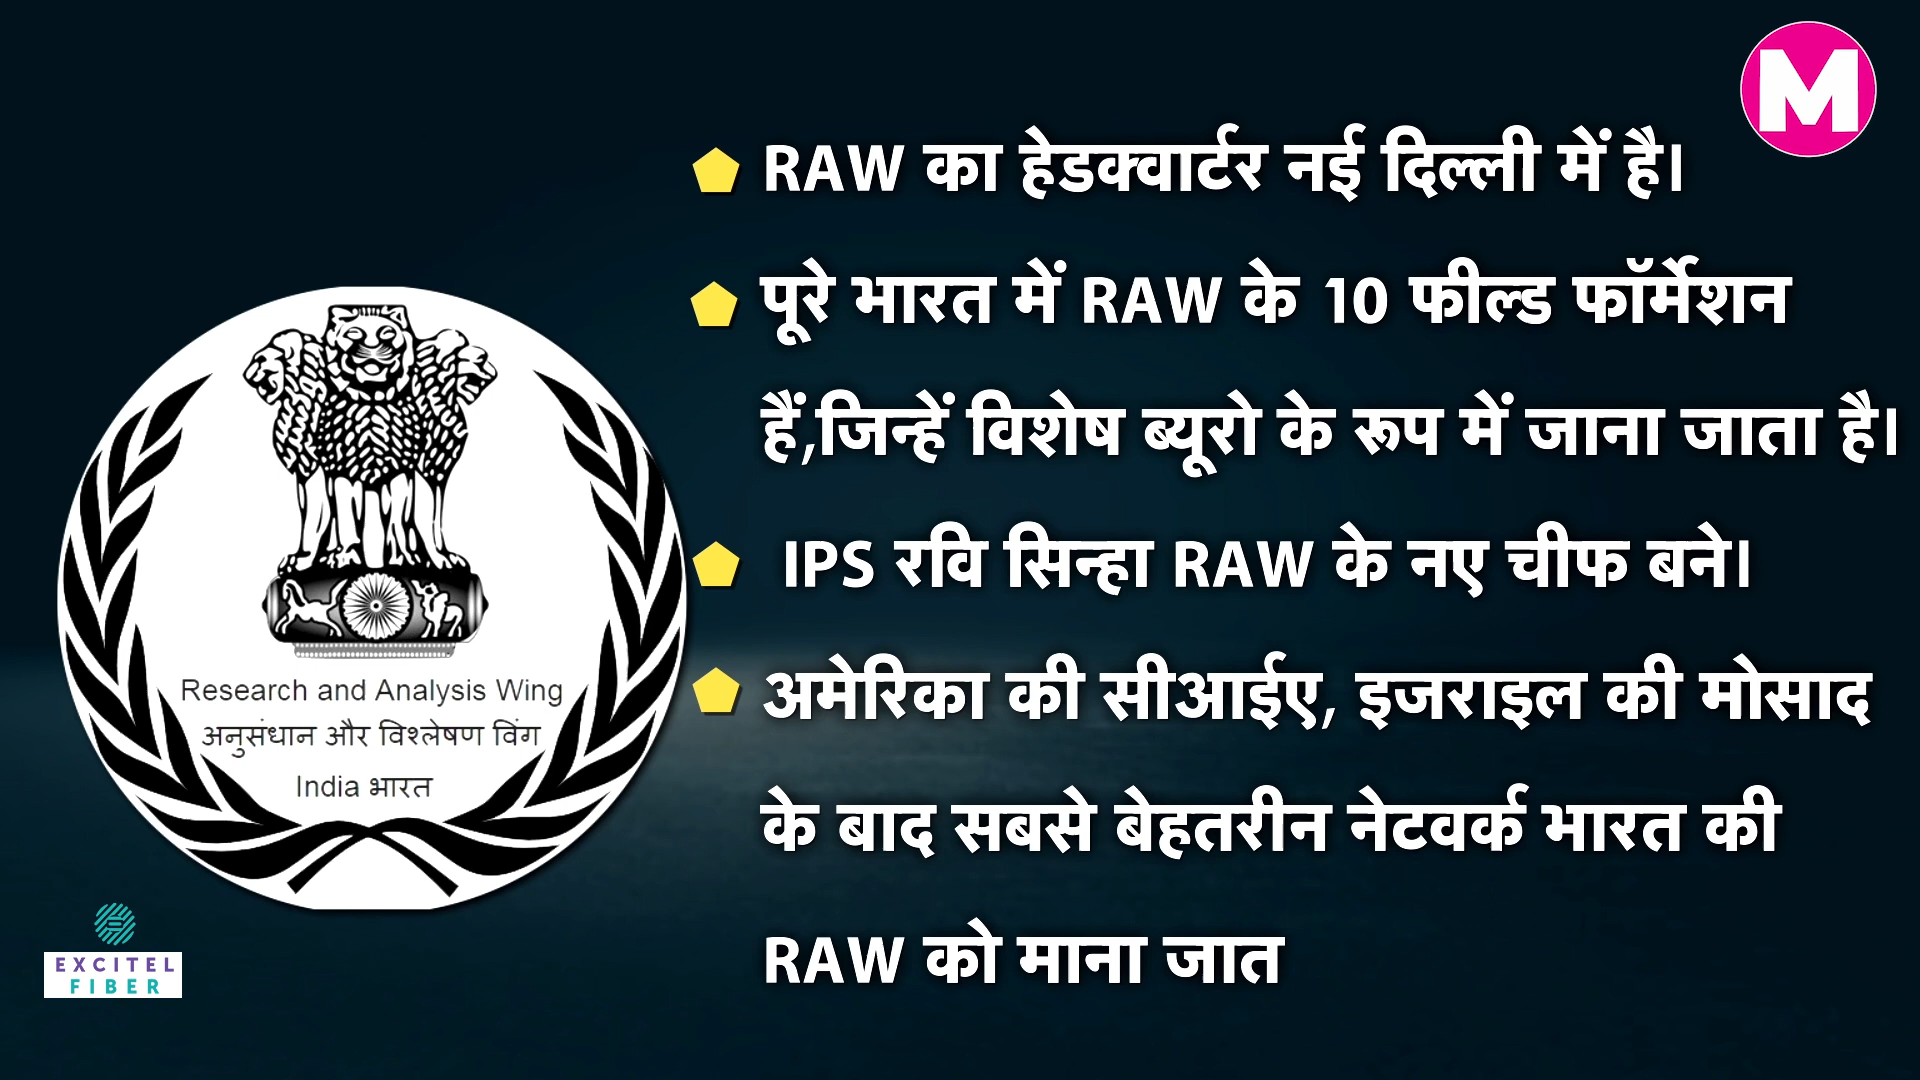 M
RAW का हेडक्वार्टर नई दिल्ली में है।
पूरे भारत में RAW के 10 फील्ड फॉर्मेशन
हैं,जिन्हें विशेष ब्यूरो के रूप में जाना जाता है।
IPS रवि सिन्हा RAW के नए चीफ बने।
अमेरिका की सीआईए, इजराइल की मोसाद
के बाद सबसे बेहतरीन नेटवर्क भारत की
RAW को माना जात
Research and Analysis Wing
अनुसंधान और विश्लेषण विंग
India भारत
EXCITEL
FIBER